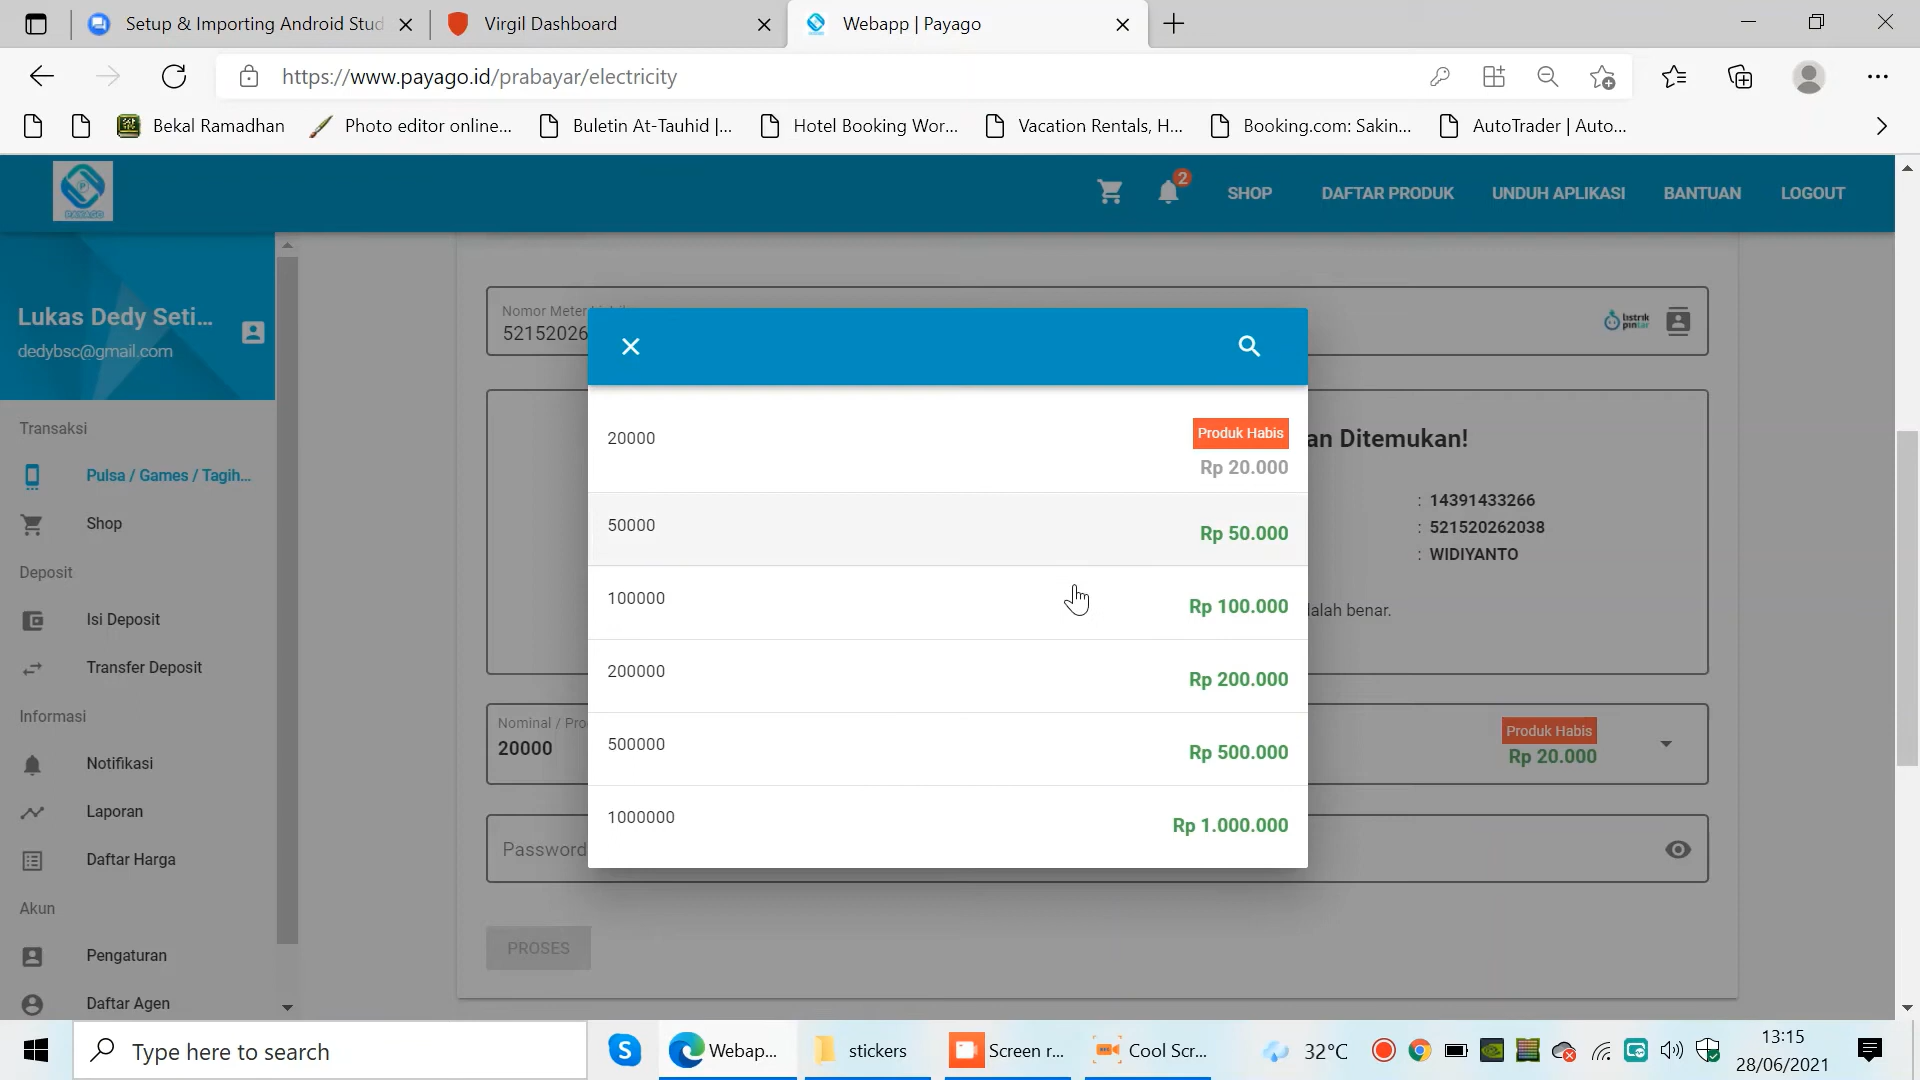 Setup & Importing Android Stud
Virgil Dashboard
Webapp | Payago
https://www.payago.id/prabayar/electricity
Bekal Ramadhan
Photo editor online...
Buletin At-Tauhid |...
Hotel Booking Wor...
Vacation Rentals, H...
Booking.com: Sakin...
AutoTrader | Auto...
PAYAGO
2
SHOP
DAFTAR PRODUK
UNDUH APLIKASI
BANTUAN
LOGOUT
Lukas Dedy Seti...
dedybsc@gmail.com
Transaksi
Pulsa / Games / Tagih...
Shop
Deposit
Isi Deposit
Transfer Deposit
Informasi
Notifikasi
Laporan
Daftar Harga
Akun
Pengaturan
Daftar Agen
Nomor Meter
52152026
listrik
pintar
an Ditemukan!
: 14391433266
: 521520262038
: WIDIYANTO
alah benar.
20000
Produk Habis
Rp 20.000
50000
Rp 50.000
100000
Rp 100.000
200000
Rp 200.000
500000
Rp 500.000
1000000
Rp 1.000.000
Nominal / Pro
20000
Produk Habis
Rp 20.000
Password
PROSES
Type here to search
Webap...
stickers
Screen r...
Cool Scr...
32°C
13:15
28/06/2021